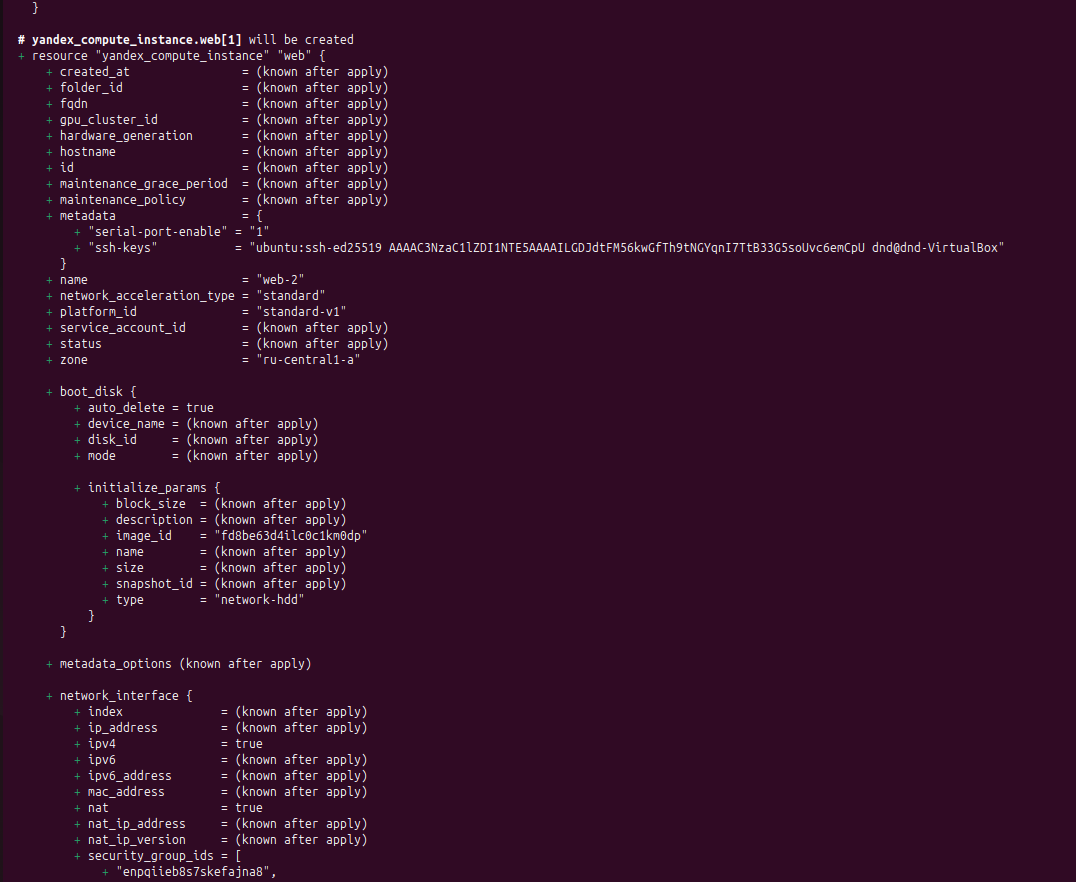 }
# yandex_compute_instance.web[1] will be created
+ resource "yandex_compute_instance" "web" {
+ created_at = (known after apply)
+ folder_id = (known after apply)
+ fqdn = (known after apply)
+ gpu_cluster_id = (known after apply)
+ hardware_generation = (known after apply)
+ hostname = (known after apply)
+ id = (known after apply)
+ maintenance_grace_period = (known after apply)
+ maintenance_policy = (known after apply)
+ metadata = {
+ "serial-port-enable" = "1"
+ "ssh-keys" = "ubuntu:ssh-ed25519 AAAAC3NzaC1lZDI1NTE5AAAAILGDJdtFM56kwGfTh9tNGYqnI7TtB33G5soUvc6emCpU dnd@dnd-VirtualBox"
}
+ name = "web-2"
+ network_acceleration_type = "standard"
+ platform_id = "standard-v1"
+ service_account_id = (known after apply)
+ status = (known after apply)
+ zone = "ru-central1-a"
+ boot_disk {
+ auto_delete = true
+ device_name = (known after apply)
+ disk_id = (known after apply)
+ mode = (known after apply)
+ initialize_params {
+ block_size = (known after apply)
+ description = (known after apply)
+ image_id = "fd8be63d4ilc0c1km0dp"
+ name = (known after apply)
+ size = (known after apply)
+ snapshot_id = (known after apply)
+ type = "network-hdd"
}
}
+ metadata_options (known after apply)
+ network_interface {
+ index = (known after apply)
+ ip_address = (known after apply)
+ ipv4 = true
+ ipv6 = (known after apply)
+ ipv6_address = (known after apply)
+ mac_address = (known after apply)
+ nat = true
+ nat_ip_address = (known after apply)
+ nat_ip_version = (known after apply)
+ security_group_ids = [
+ "enpqiieb8s7skefajna8",